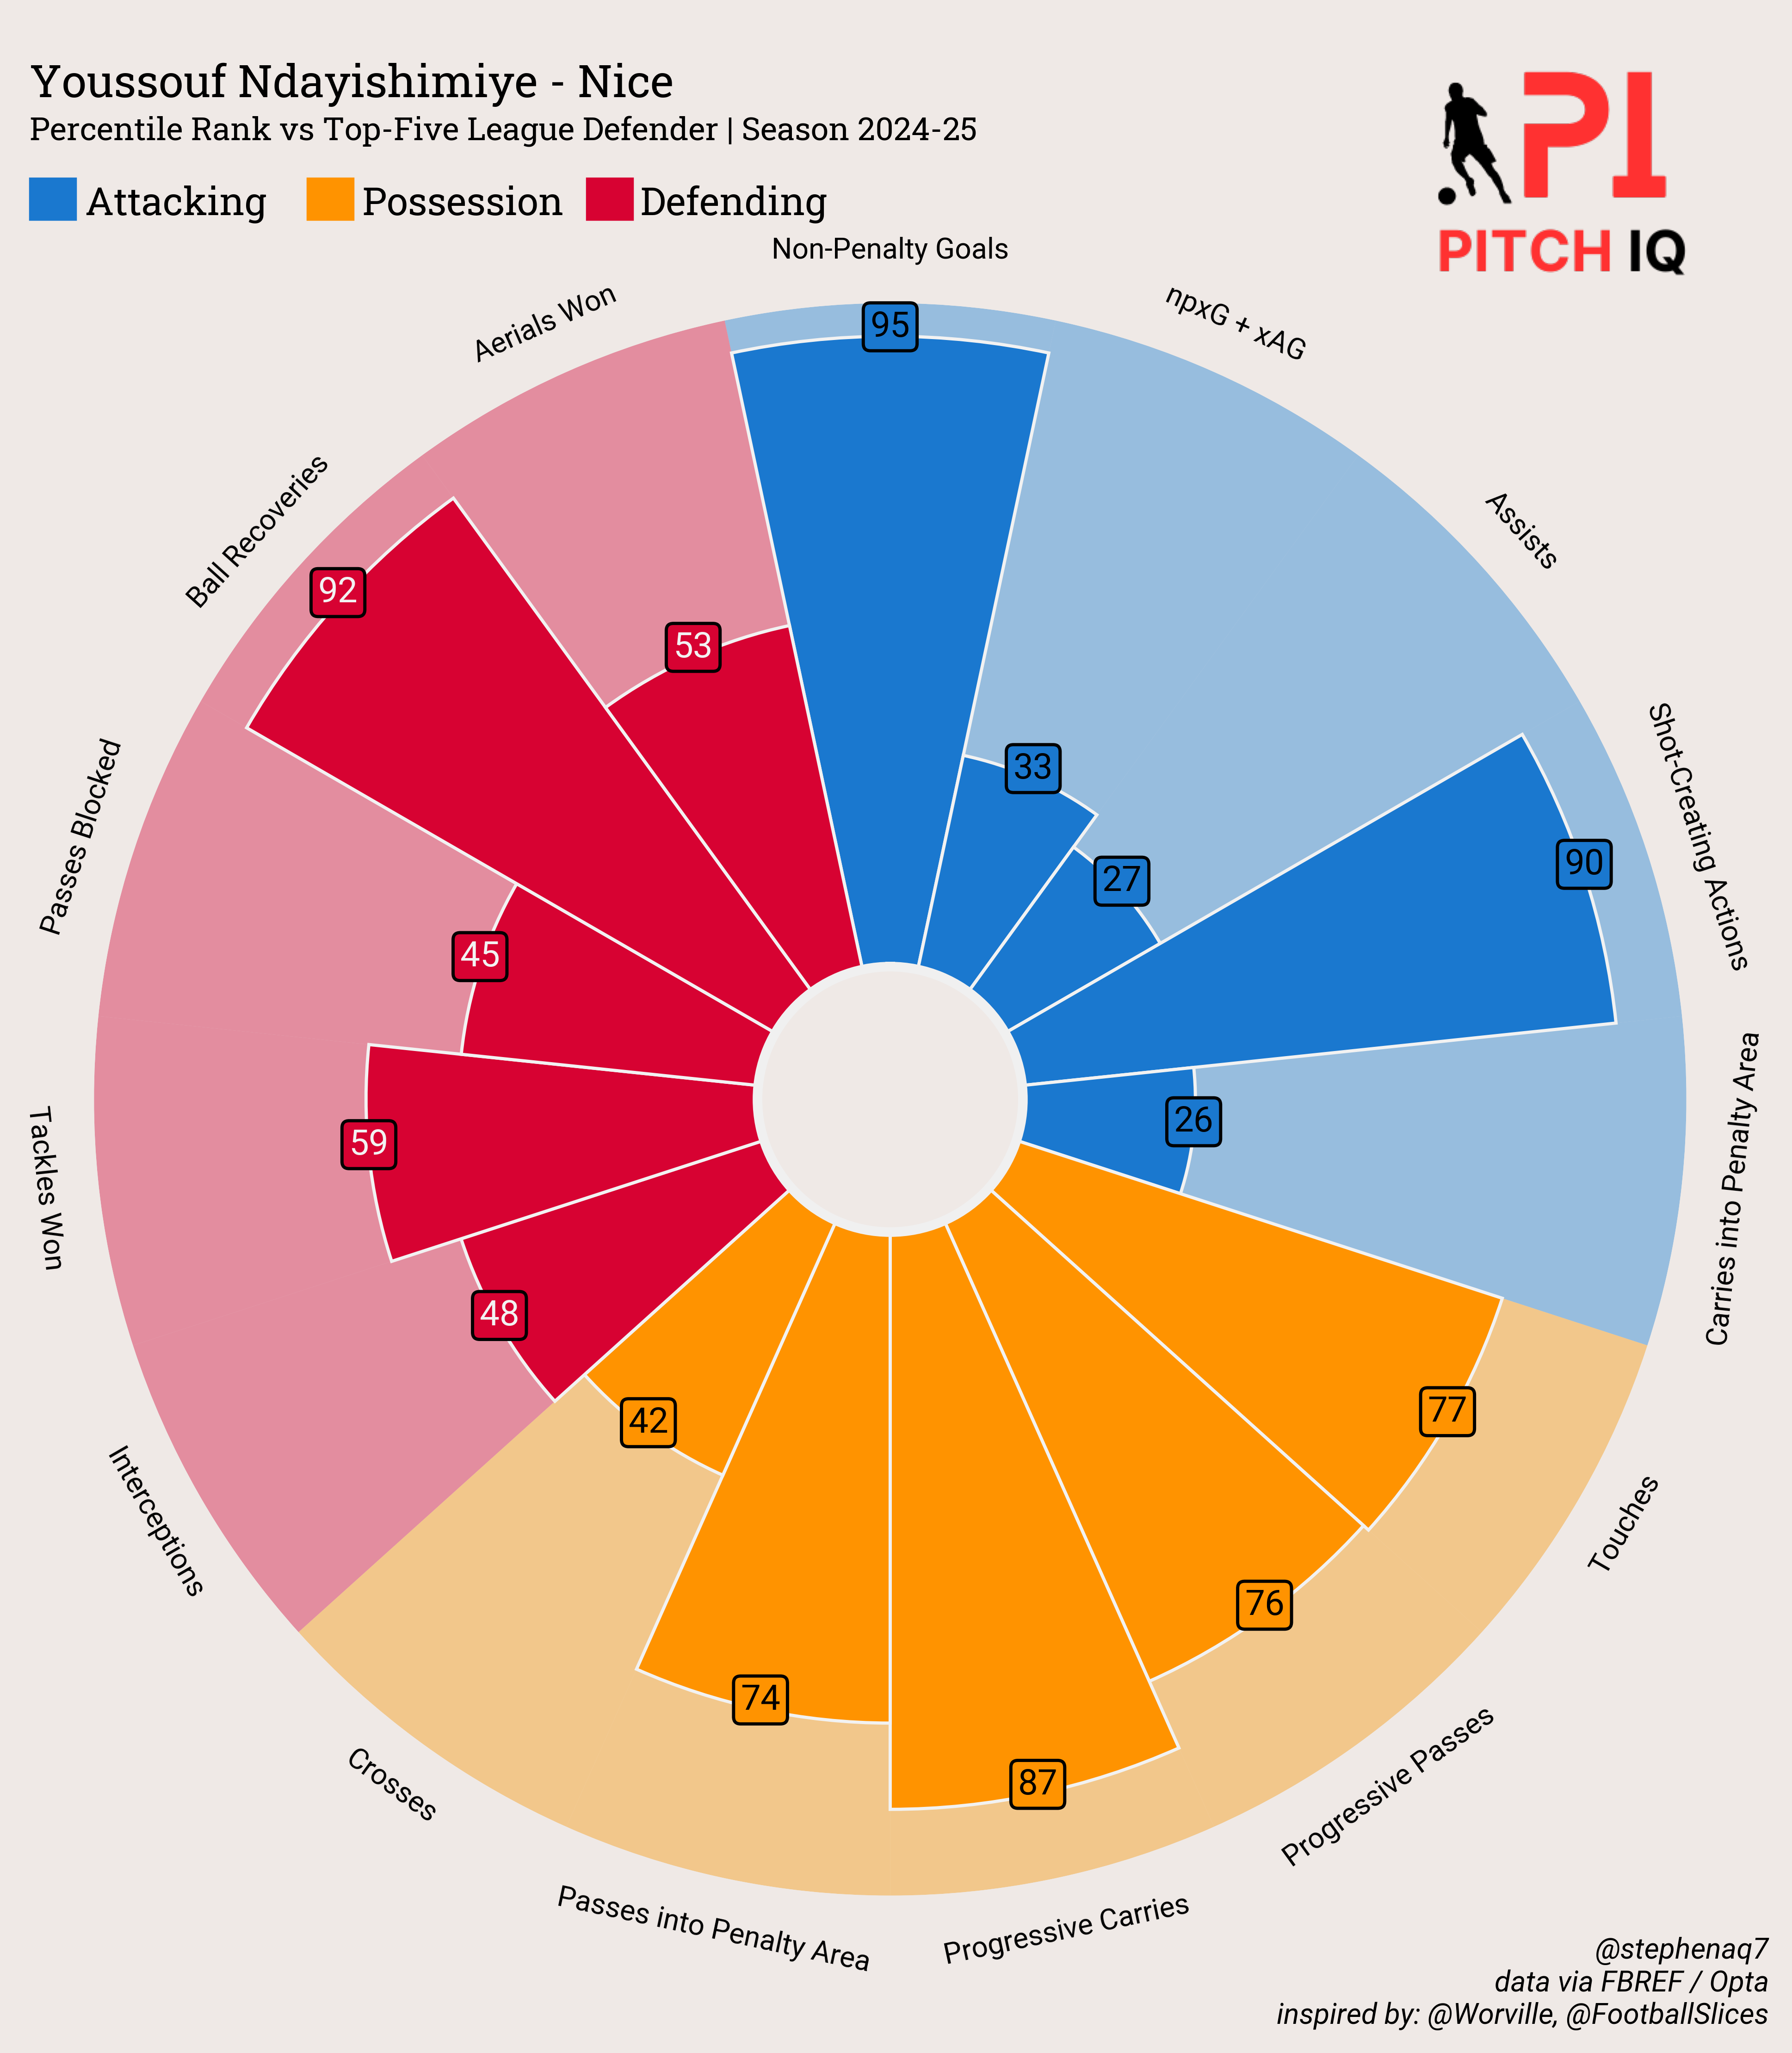 Youssouf Ndayishimiye - Nice
Percentile Rank vs Top-Five League Defender | Season 2024-25
Attacking
Possession
Defending
PI
PITCH IQ
Non-Penalty Goals
95
npxG + xAG
33
Assists
27
Shot-Creating Actions
90
Carries into Penalty Area
26
Touches
77
Progressive Passes
76
Progressive Carries
87
Passes into Penalty Area
74
Crosses
42
Interceptions
48
Tackles Won
59
Passes Blocked
45
Ball Recoveries
92
Aerials Won
53
@stephenaq7
data via FBREF / Opta
inspired by: @Worville, @FootballSlices